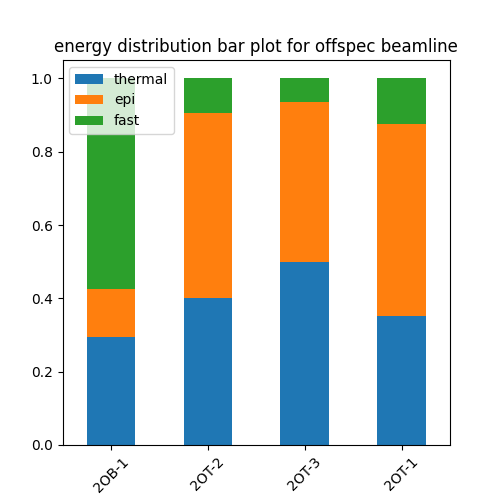 energy distribution bar plot for offspec beamline
thermal
epi
fast
1.0
0.8
0.6
0.4
0.2
0.0
2OB-1
2OT-2
2OT-3
2OT-1